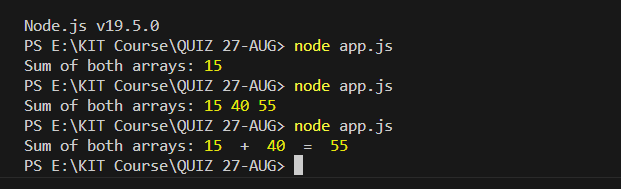 Node.js v19.5.0
PS E:\KIT Course\QUIZ 27-AUG> node app.js
Sum of both arrays: 15
PS E:\KIT Course\QUIZ 27-AUG> node app.js
Sum of both arrays: 15 40 55
PS E:\KIT Course\QUIZ 27-AUG> node app.js
Sum of both arrays: 15  +  40  =  55
PS E:\KIT Course\QUIZ 27-AUG>